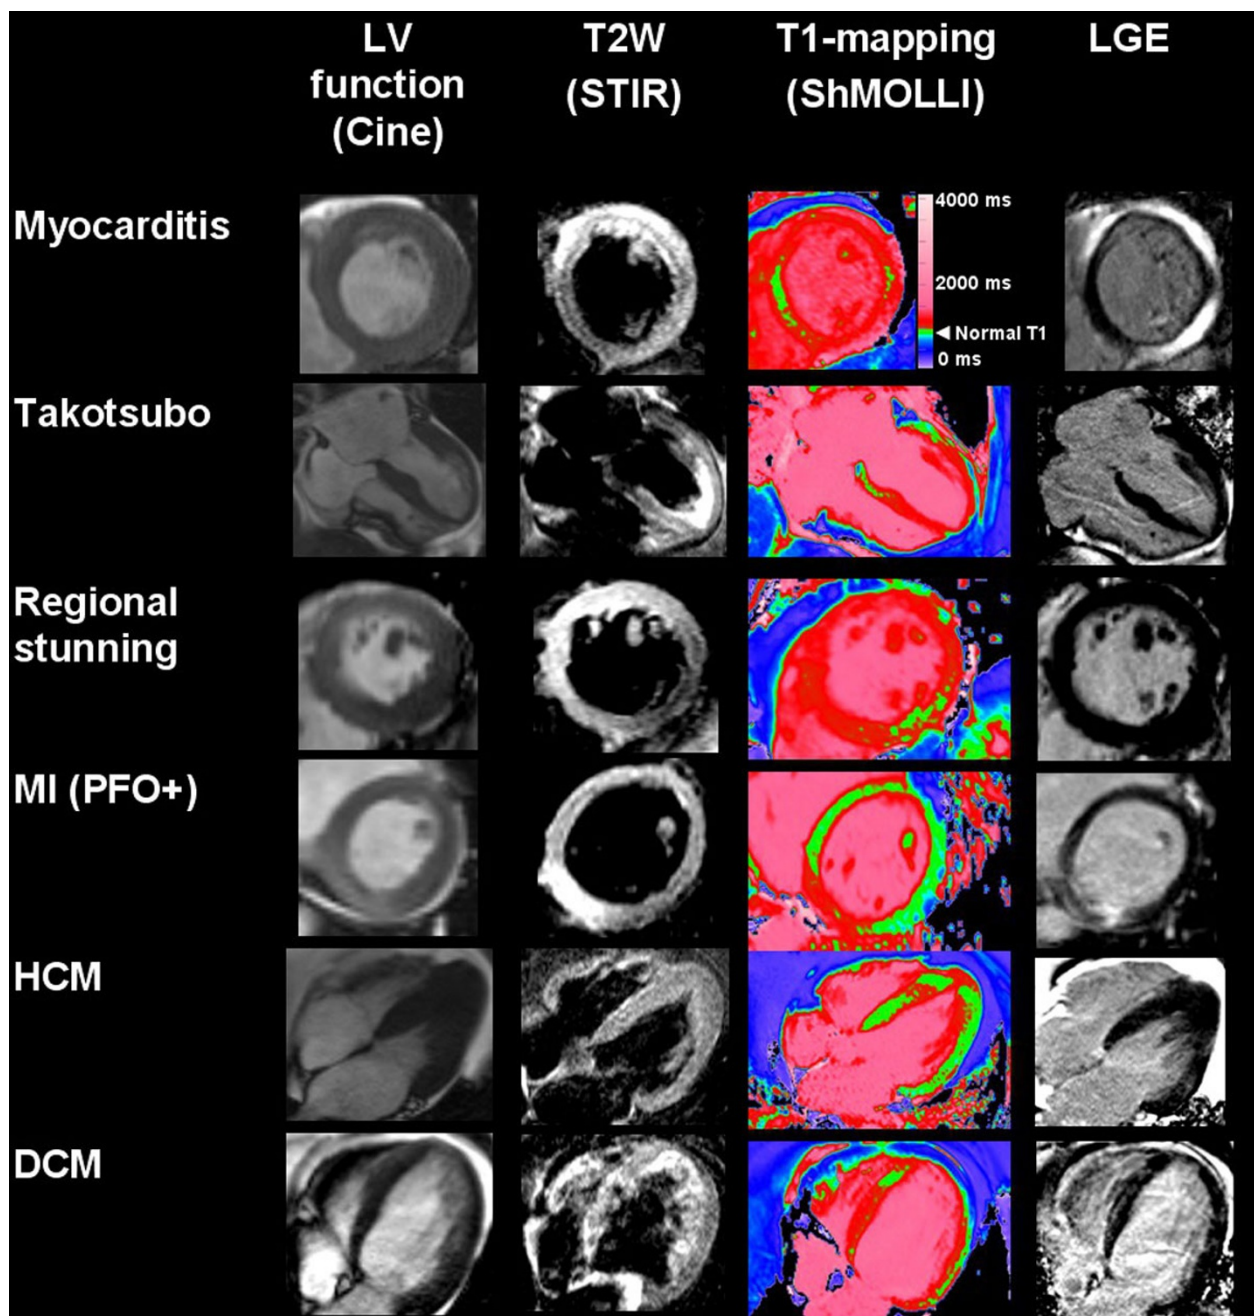 LV function (Cine)
T2W (STIR)
T1-mapping (ShMOLLI)
LGE
Myocarditis
4000 ms
2000 ms
Normal T1
0 ms
Takotsubo
Regional
stunning
MI (PFO+)
HCM
DCM